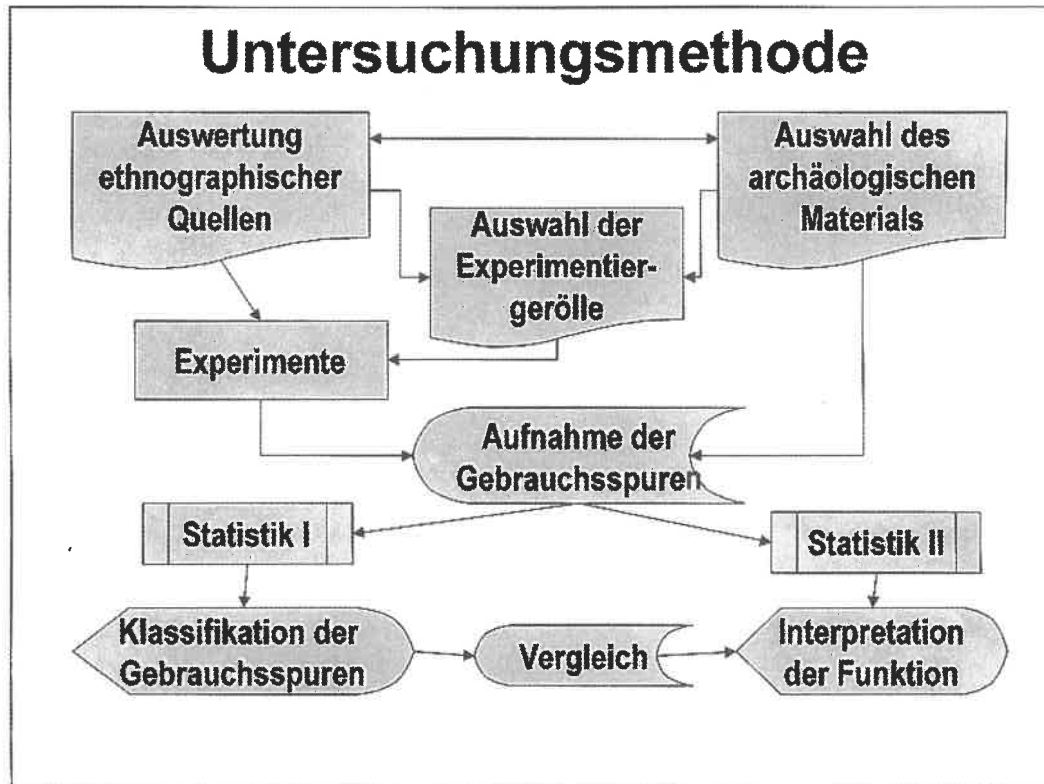 Untersuchungsmethode
Auswertung
ethnographischer
Quellen
Auswahl des
archäologischen
Materials
Auswahl der
Experimentier-
gerölle
Experimente
Aufnahme der
Gebrauchsspuren
Statistik I
Statistik II
Klassifikation der
Gebrauchsspuren
Vergleich
Interpretation
der Funktion